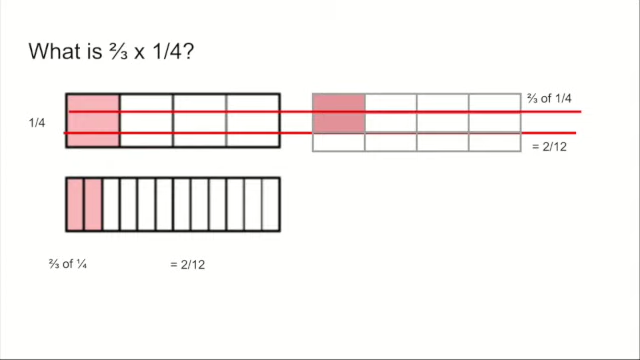 What is ⅔ x 1/4?
⅔ of 1/4
1/4
= 2/12
⅔ of ¼
= 2/12